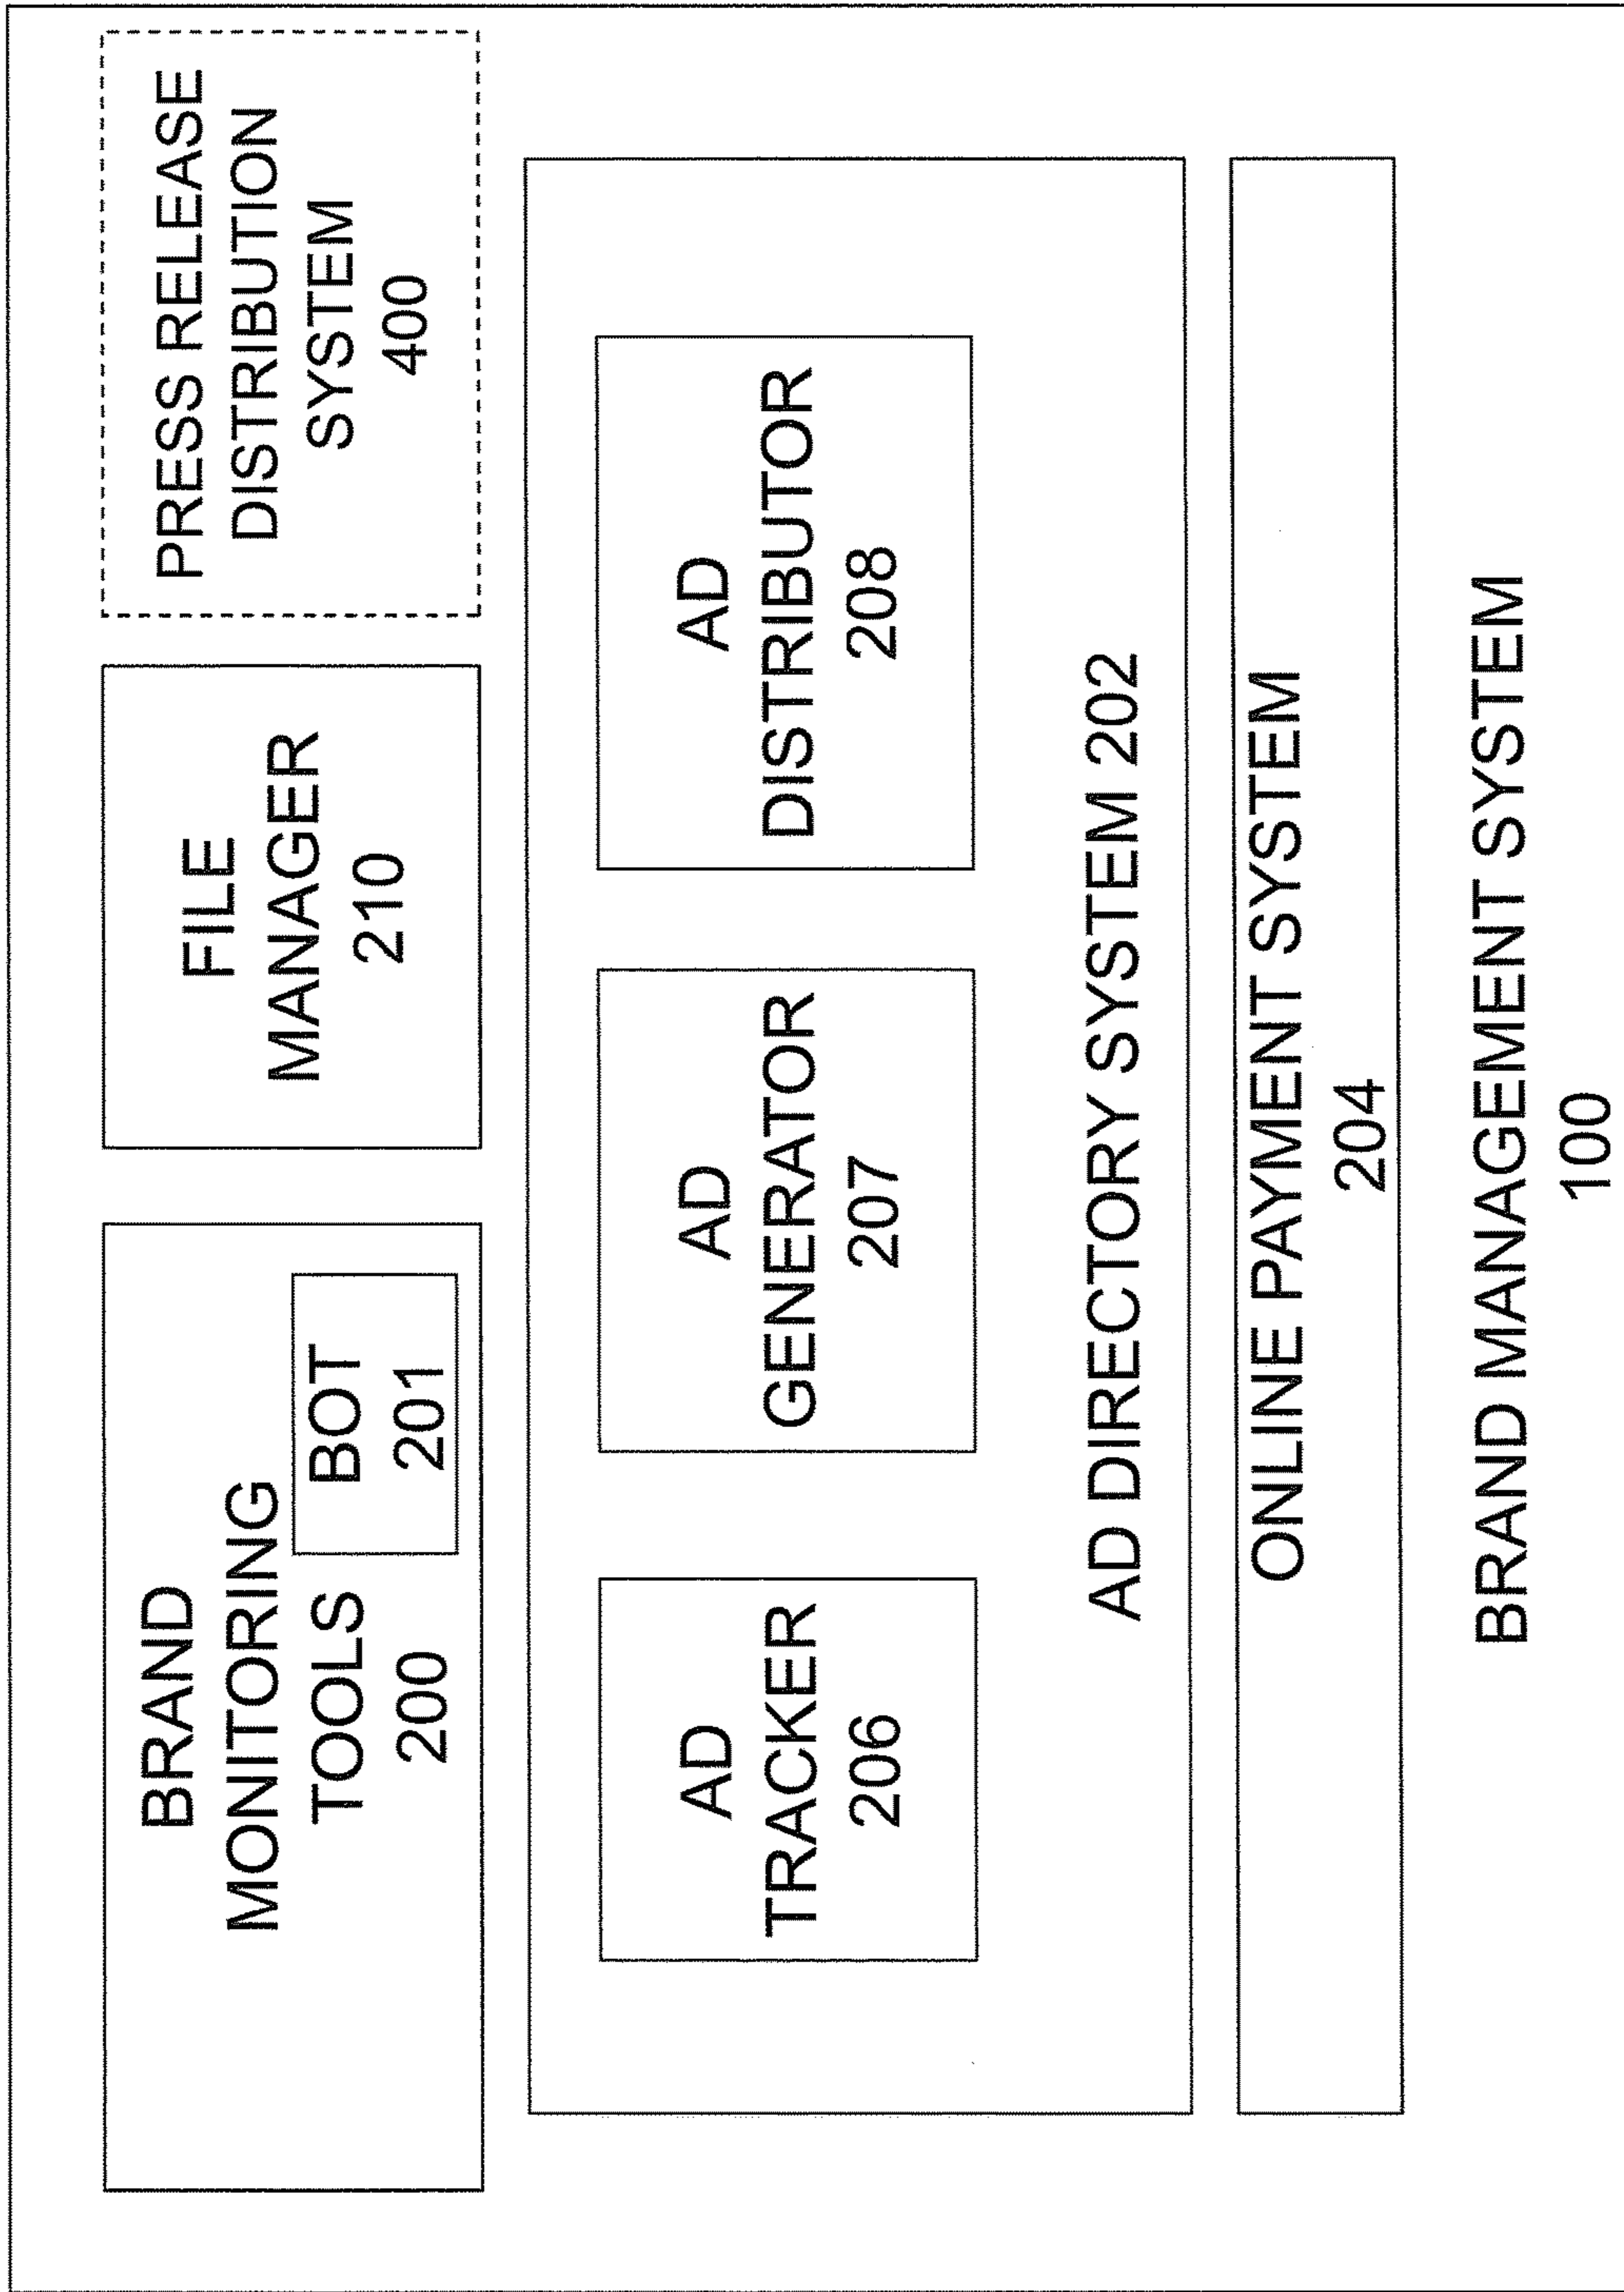 BRAND
MONITORING
TOOLS
200
BOT
201
FILE
MANAGER
210
PRESS RELEASE
DISTRIBUTION
SYSTEM
400
AD
TRACKER
206
AD
GENERATOR
207
AD
DISTRIBUTOR
208
AD DIRECTORY SYSTEM 202
ONLINE PAYMENT SYSTEM
204
BRAND MANAGEMENT SYSTEM
100